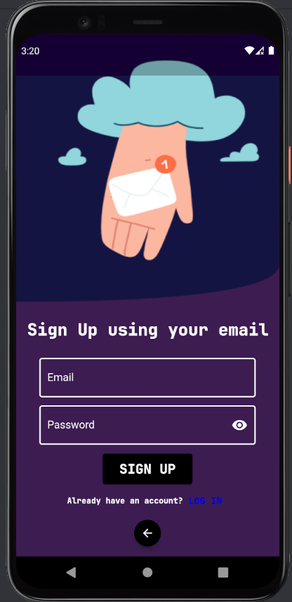 3:20
1
Sign Up using your email
Email
Password
SIGN UP
Already have an account? LOG IN